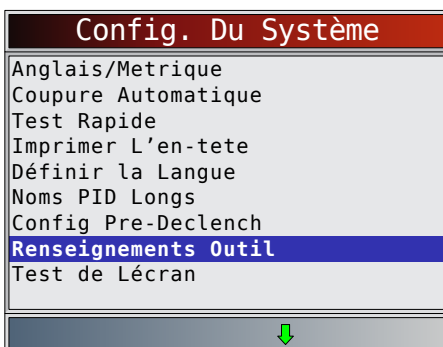 Config. Du Système
Anglais/Metrique
Coupure Automatique
Test Rapide
Imprimer L’en-tete
Définir la Langue
Noms PID Longs
Config Pre-Declench
Renseignements Outil
Test de Lécran